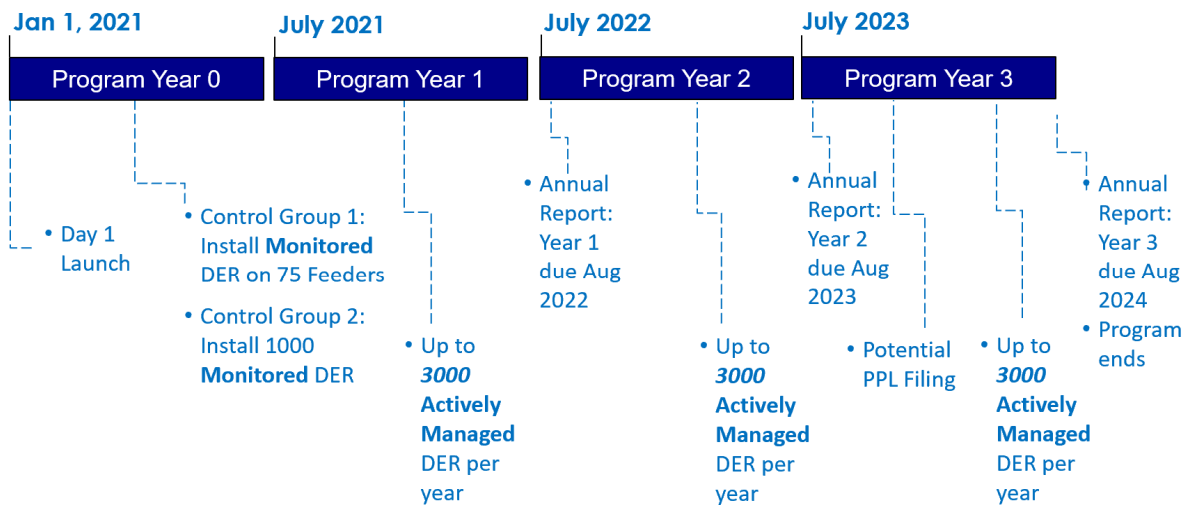 Jan 1, 2021
July 2021
July 2022
July 2023
Program Year 0
Program Year 1
Program Year 2
Program Year 3
• Day 1
Launch
• Control Group 1:
Install Monitored
DER on 75 Feeders
• Control Group 2:
Install 1000
Monitored DER
• Up to
3000
Actively
Managed
DER per
year
• Annual
Report:
Year 1
due Aug
2022
• Up to
3000
Actively
Managed
DER per
year
• Annual
Report:
Year 2
due Aug
2023
• Potential
PPL Filing
• Up to
3000
Actively
Managed
DER per
year
• Annual
Report:
Year 3
due Aug
2024
• Program
ends